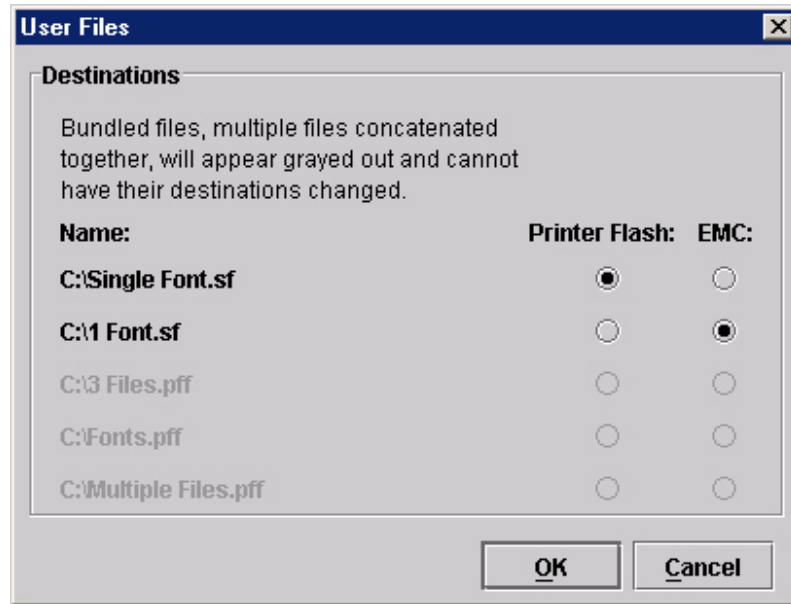 User Files
Destinations
Bundled files, multiple files concatenated
together, will appear grayed out and cannot
have their destinations changed.
Name: Printer Flash: EMC:
C:\Single Font.sf
C:\1 Font.sf
C:\3 Files.pff
C:\Fonts.pff
C:\Multiple Files.pff
OK Cancel